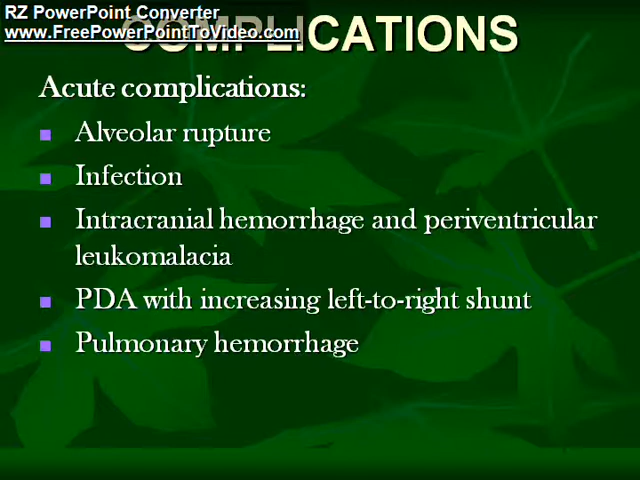 RZ PowerPoint Converter
www.FreePowerPointToVideo.com
COMPLICATIONS
Acute complications:
Alveolar rupture
Infection
Intracranial hemorrhage and periventricular
leukomalacia
PDA with increasing left-to-right shunt
Pulmonary hemorrhage